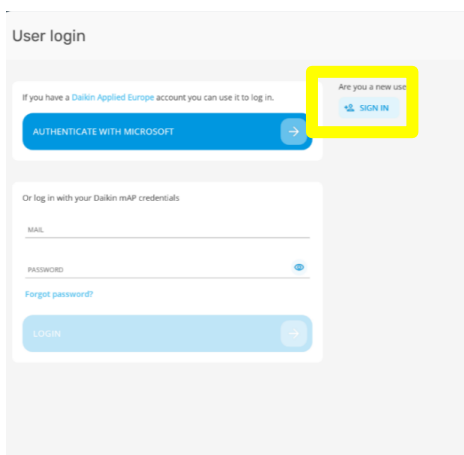 User login
If you have a Daikin Applied Europe account you can use it to log in.
AUTHENTICATE WITH MICROSOFT
Are you a new use
SIGN IN
Or log in with your Daikin mAP credentials
MAIL
PASSWORD
Forgot password?
LOGIN